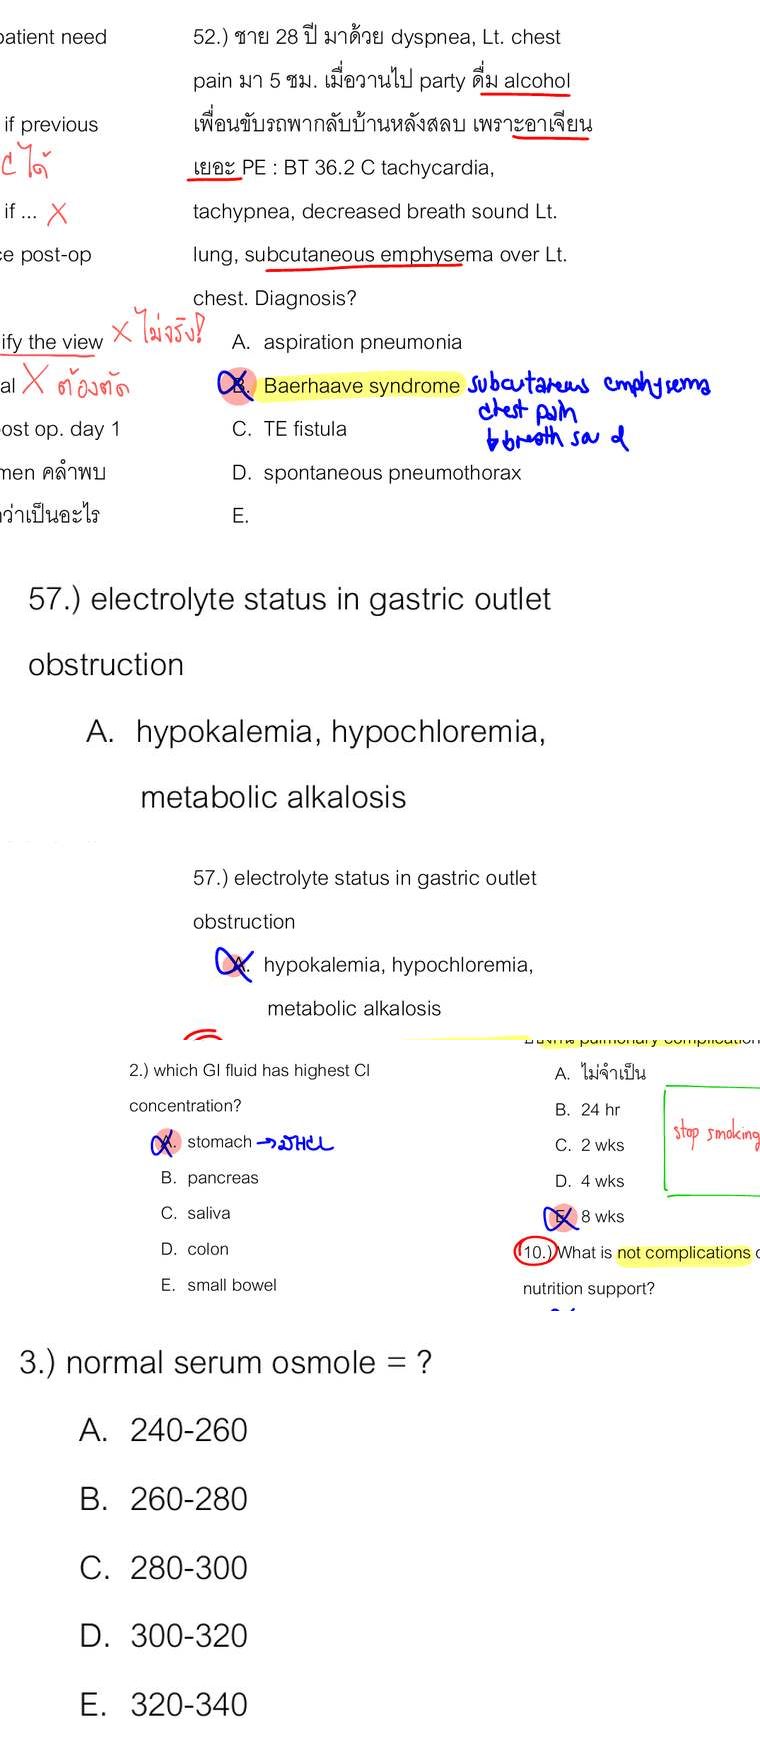 patient need
if previous
C ได้
if ... X
ce post-op
ify the view X ไม่จริง!
al X ต้องตัด
post op. day 1
men คลำพบ
ว่าเป็นอะไร
52.) ชาย 28 ปี มาด้วย dyspnea, Lt. chest
pain มา 5 ชม. เมื่อวานไป party ดื่ม alcohol
เพื่อนขับรถพากลับบ้านหลังสลบ เพราะอาเจียน
เยอะ PE : BT 36.2 C tachycardia,
tachypnea, decreased breath sound Lt.
lung, subcutaneous emphysema over Lt.
chest. Diagnosis?
A. aspiration pneumonia
B. Baerhaave syndrome subcutaneus emphysema
chest pain
↓ breath sound
C. TE fistula
D. spontaneous pneumothorax
E.
57.) electrolyte status in gastric outlet
obstruction
A. hypokalemia, hypochloremia,
metabolic alkalosis
57.) electrolyte status in gastric outlet
obstruction
A. hypokalemia, hypochloremia,
metabolic alkalosis
2.) which GI fluid has highest Cl
concentration?
A. stomach → มี HCL
B. pancreas
C. saliva
D. colon
E. small bowel
pulmonary complication
A. ไม่จำเป็น
B. 24 hr
C. 2 wks
D. 4 wks
E. 8 wks
stop smoking
10.) What is not complications
nutrition support?
3.) normal serum osmole = ?
A. 240-260
B. 260-280
C. 280-300
D. 300-320
E. 320-340